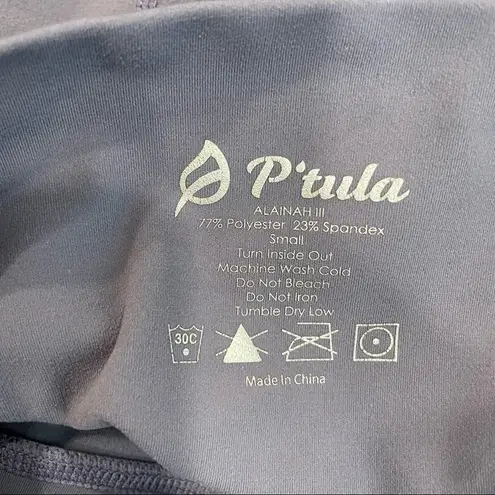 P'tula
ALAINAH III
77% Polyester 23% Spandex
Small
Turn Inside Out
Machine Wash Cold
Do Not Bleach
Do Not Iron
Tumble Dry Low
30C
Made in China